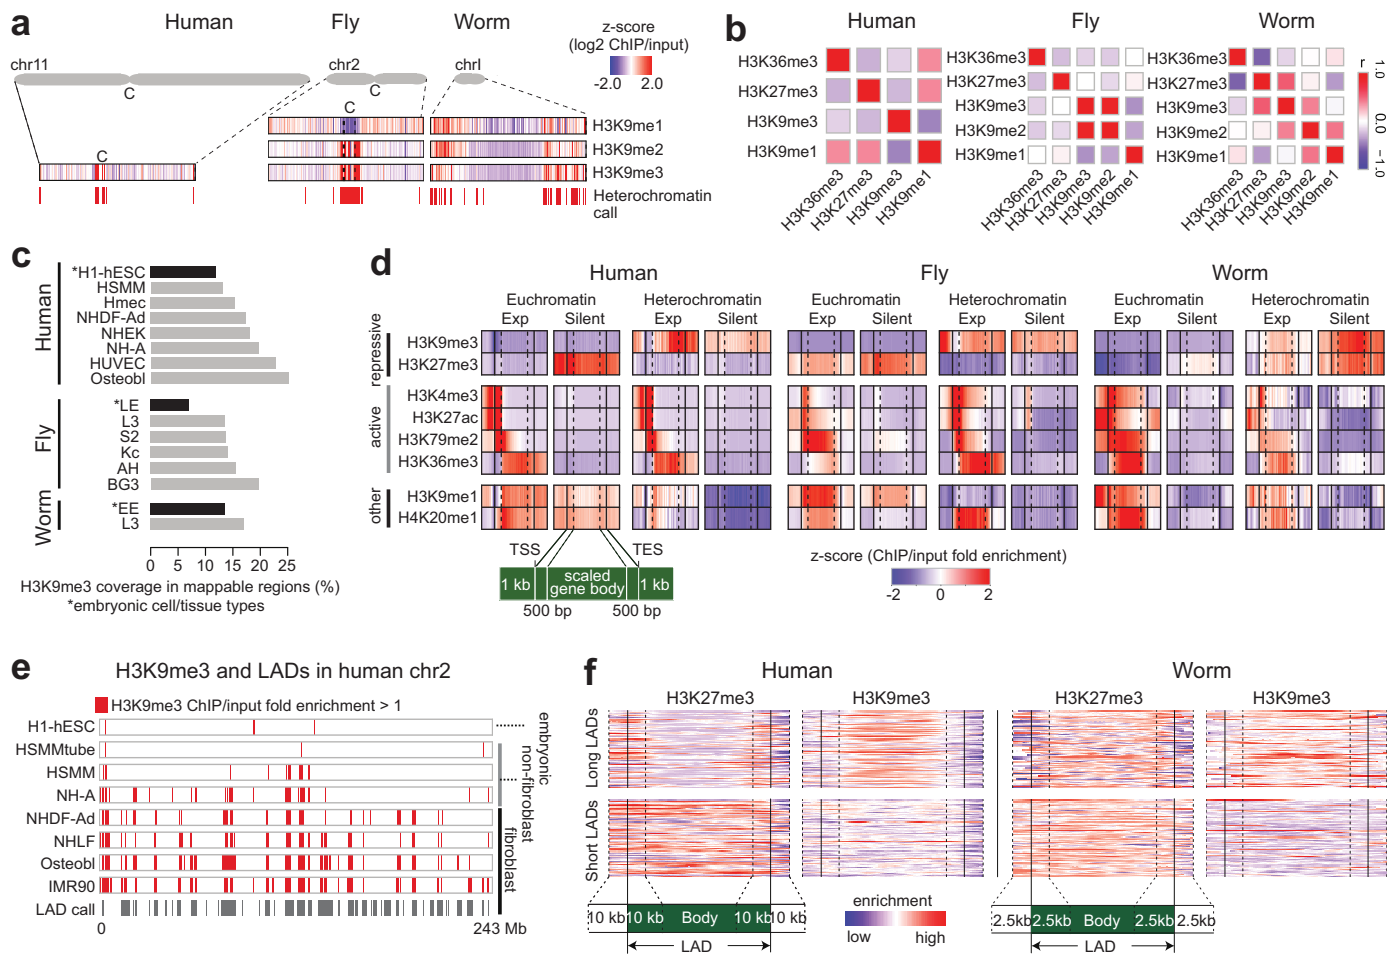 a
Human
Fly
Worm
z-score
(log2 ChIP/input)
-2.0
2.0
chr11
chr2
chrI
C
C
C
C
H3K9me1
H3K9me2
H3K9me3
Heterochromatin
call
b
Human
Fly
Worm
H3K36me3
H3K27me3
H3K9me3
H3K9me1
H3K36me3
H3K27me3
H3K9me3
H3K9me1
H3K36me3
H3K27me3
H3K9me3
H3K9me2
H3K9me1
H3K36me3
H3K27me3
H3K9me3
H3K9me2
H3K9me1
H3K36me3
H3K27me3
H3K9me3
H3K9me2
H3K9me1
H3K36me3
H3K27me3
H3K9me3
H3K9me2
H3K9me1
r
1.0
0.0
−1.0
c
Human
*H1-hESC
HSMM
Hmec
NHDF-Ad
NHEK
NH-A
HUVEC
Osteobl
Fly
*LE
L3
S2
Kc
AH
BG3
Worm
*EE
L3
0 5 10 15 20 25
H3K9me3 coverage in mappable regions (%)
*embryonic cell/tissue types
d
Human
Fly
Worm
Euchromatin
Exp Silent
Heterochromatin
Exp Silent
Euchromatin
Exp Silent
Heterochromatin
Exp Silent
Euchromatin
Exp Silent
Heterochromatin
Exp Silent
repressive
H3K9me3
H3K27me3
active
H3K4me3
H3K27ac
H3K79me2
H3K36me3
other
H3K9me1
H4K20me1
TSS
TES
1 kb
scaled
gene body
1 kb
500 bp
500 bp
z-score (ChIP/input fold enrichment)
-2 0 2
e
H3K9me3 and LADs in human chr2
H3K9me3 ChIP/input fold enrichment > 1
H1-hESC
HSMMtube
HSMM
NH-A
NHDF-Ad
NHLF
Osteobl
IMR90
LAD call
0
243 Mb
embryonic
non-fibroblast
fibroblast
f
Human
Worm
H3K27me3
H3K9me3
H3K27me3
H3K9me3
Long LADs
Short LADs
10 kb 10 kb Body 10 kb 10 kb
LAD
enrichment
low
high
2.5kb 2.5kb Body 2.5kb 2.5kb
LAD